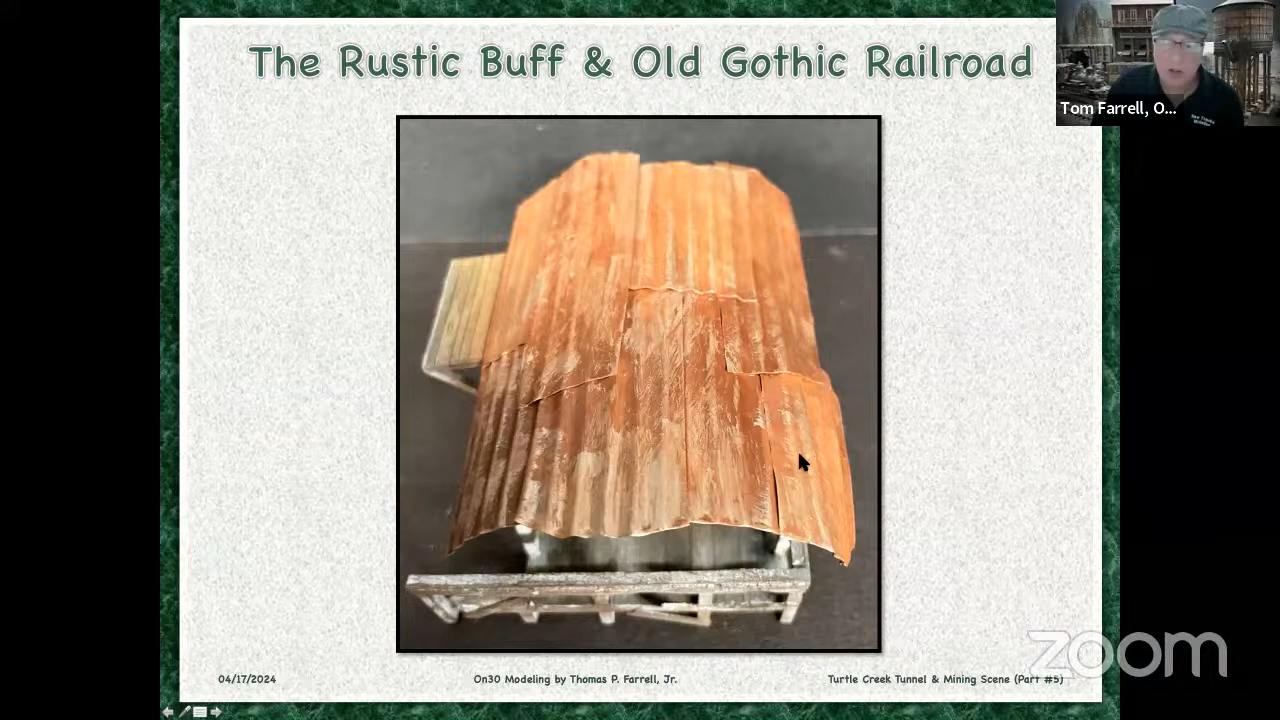 The Rustic Buff & Old Gothic Railroad
Tom Farrell, O...
zoom
04/17/2024
On30 Modeling by Thomas P. Farrell, Jr.
Turtle Creek Tunnel & Mining Scene (Part #5)